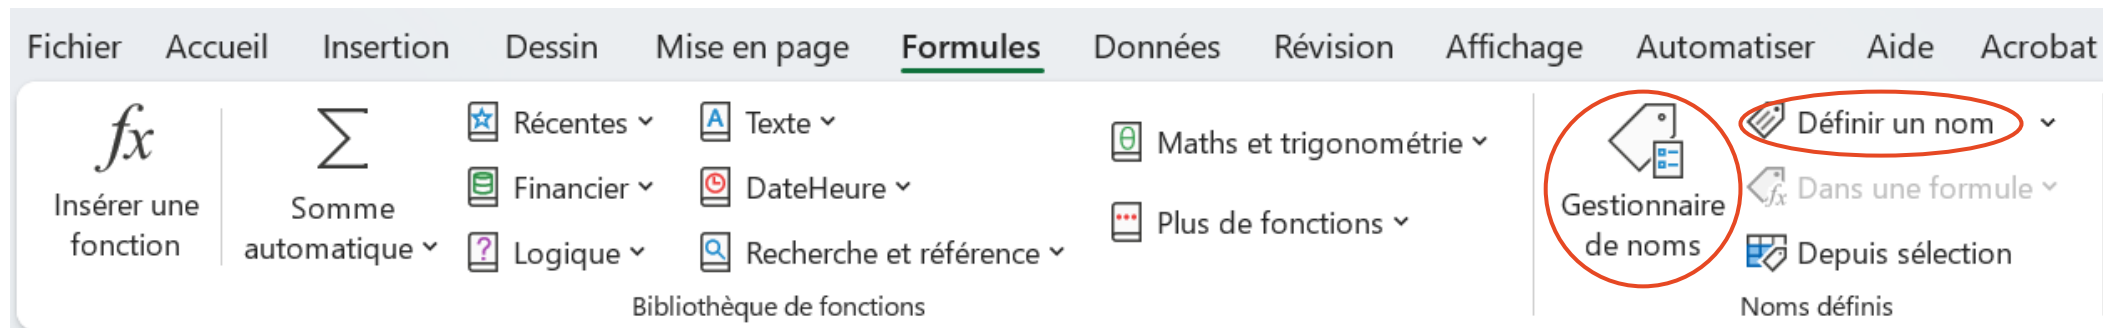 Fichier Accueil Insertion Dessin Mise en page Formules Données Révision Affichage Automatiser Aide Acrobat
fx
Insérer une
fonction
Somme
automatique
Récentes
Financier
Logique
Texte
DateHeure
Recherche et référence
Maths et trigonométrie
Plus de fonctions
Bibliothèque de fonctions
Gestionnaire
de noms
Définir un nom
Dans une formule
Depuis sélection
Noms définis